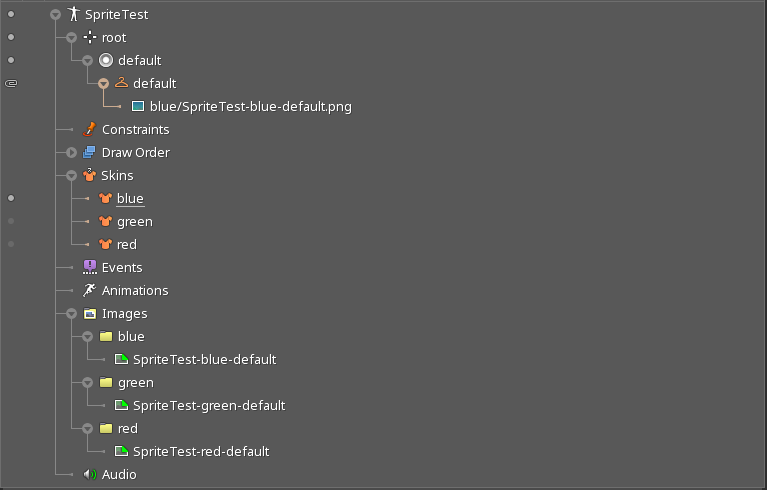 SpriteTest
root
default
default
blue/SpriteTest-blue-default.png
Constraints
Draw Order
Skins
blue
green
red
Events
Animations
Images
blue
SpriteTest-blue-default
green
SpriteTest-green-default
red
SpriteTest-red-default
Audio